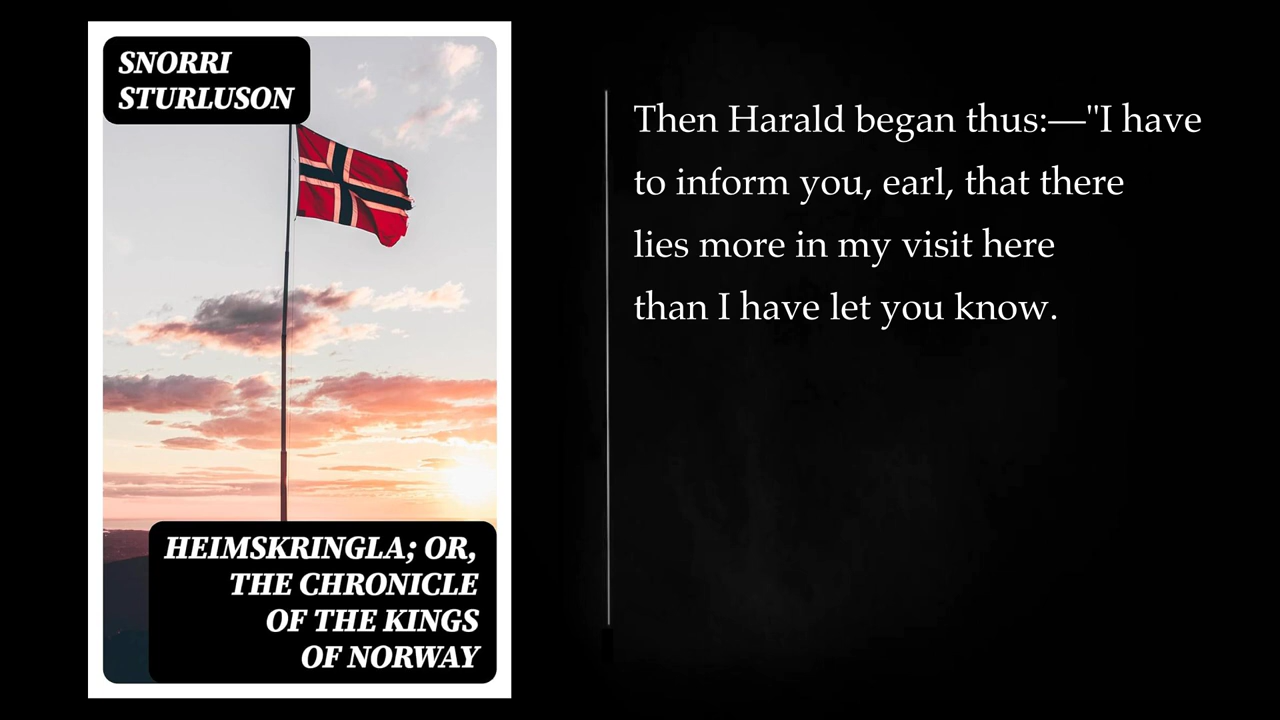 SNORRI
STURLUSON
HEIMSKRINGLA; OR,
THE CHRONICLE
OF THE KINGS
OF NORWAY
Then Harald began thus:—"I have
to inform you, earl, that there
lies more in my visit here
than I have let you know.